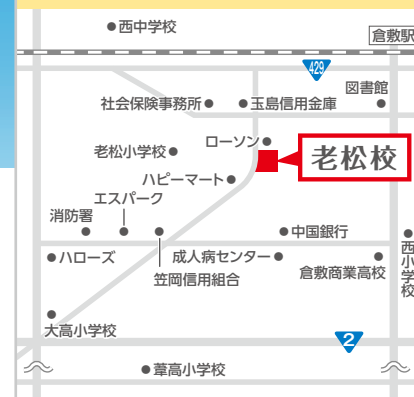 西中学校
倉敷駅
429
図書館
社会保険事務所
玉島信用金庫
ローソン
老松小学校
老松校
ハピーマート
エスパーク
消防署
中国銀行
西小学校
ハローズ
成人病センター
倉敷商業高校
笠岡信用組合
大高小学校
2
葦高小学校